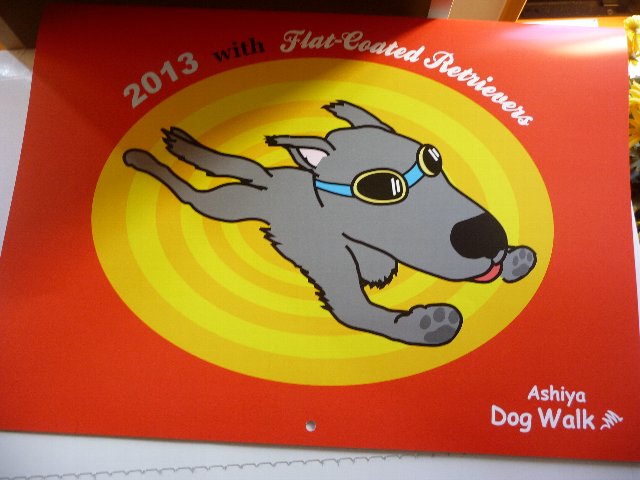 2013 with Flat-Coated Retrievers
Ashiya
Dog Walk